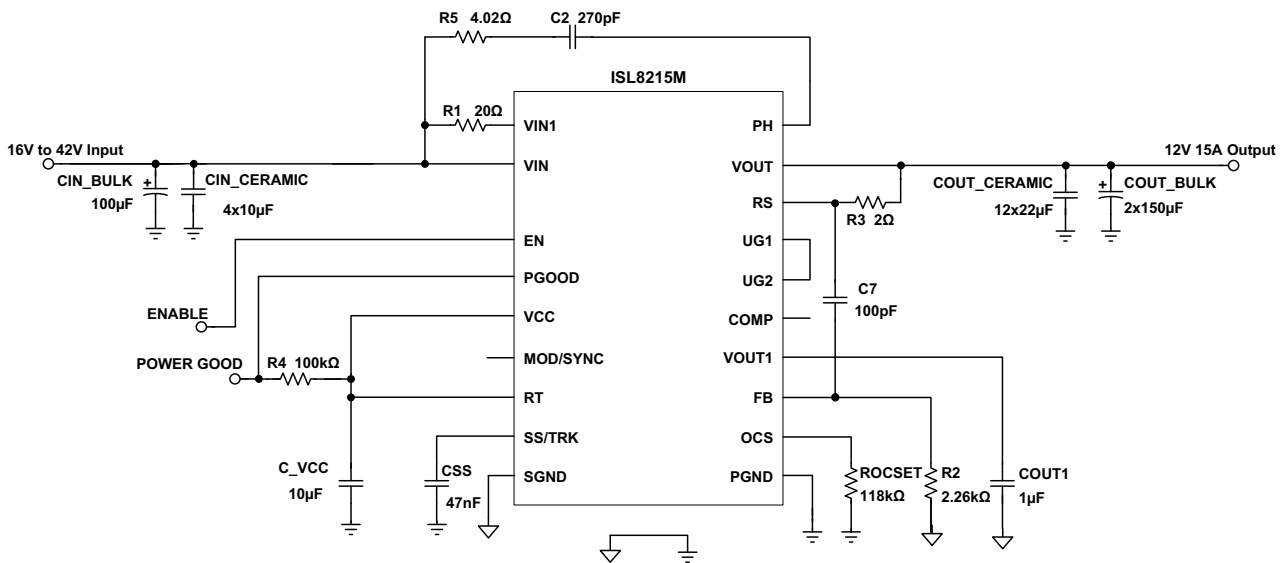 R5 4.02Ω
C2 270pF
ISL8215M
R1 20Ω
VIN1
PH
16V to 42V Input
VIN
VOUT
12V 15A Output
CIN_BULK
+
100µF
CIN_CERAMIC
4x10µF
RS
R3 2Ω
COUT_CERAMIC
12x22µF
+
COUT_BULK
2x150µF
EN
UG1
PGOOD
UG2
C7
100pF
ENABLE
VCC
COMP
POWER GOOD
R4 100kΩ
MOD/SYNC
VOUT1
RT
FB
SS/TRK
OCS
C_VCC
10µF
CSS
47nF
SGND
PGND
ROCSET
118kΩ
R2
2.26kΩ
COUT1
1µF